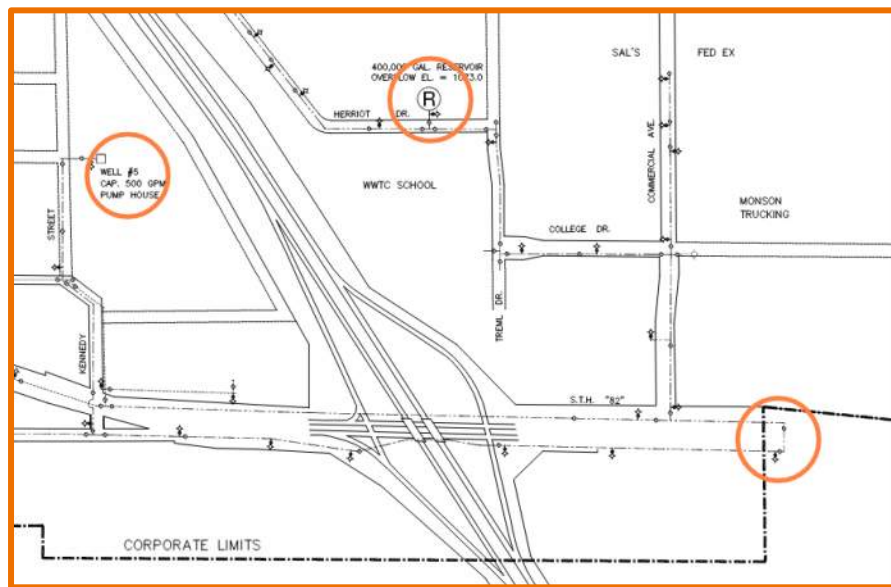 SAL'S
FED EX
400,000 GAL. RESERVOIR
OVERFLOW EL. = 1073.0
R
HERRIOT DR.
COMMERCIAL AVE.
WELL #5
CAP. 500 GPM
PUMP HOUSE
WWTC SCHOOL
MONSON
TRUCKING
STREET
COLLEGE DR.
TREML DR.
KENNEDY
S.T.H. "82"
CORPORATE LIMITS